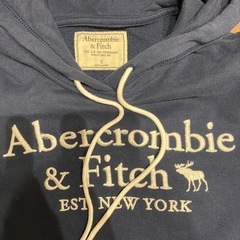 Abercrombie
& Fitch
Abercrombie
& Fitch
EST. NEW YORK